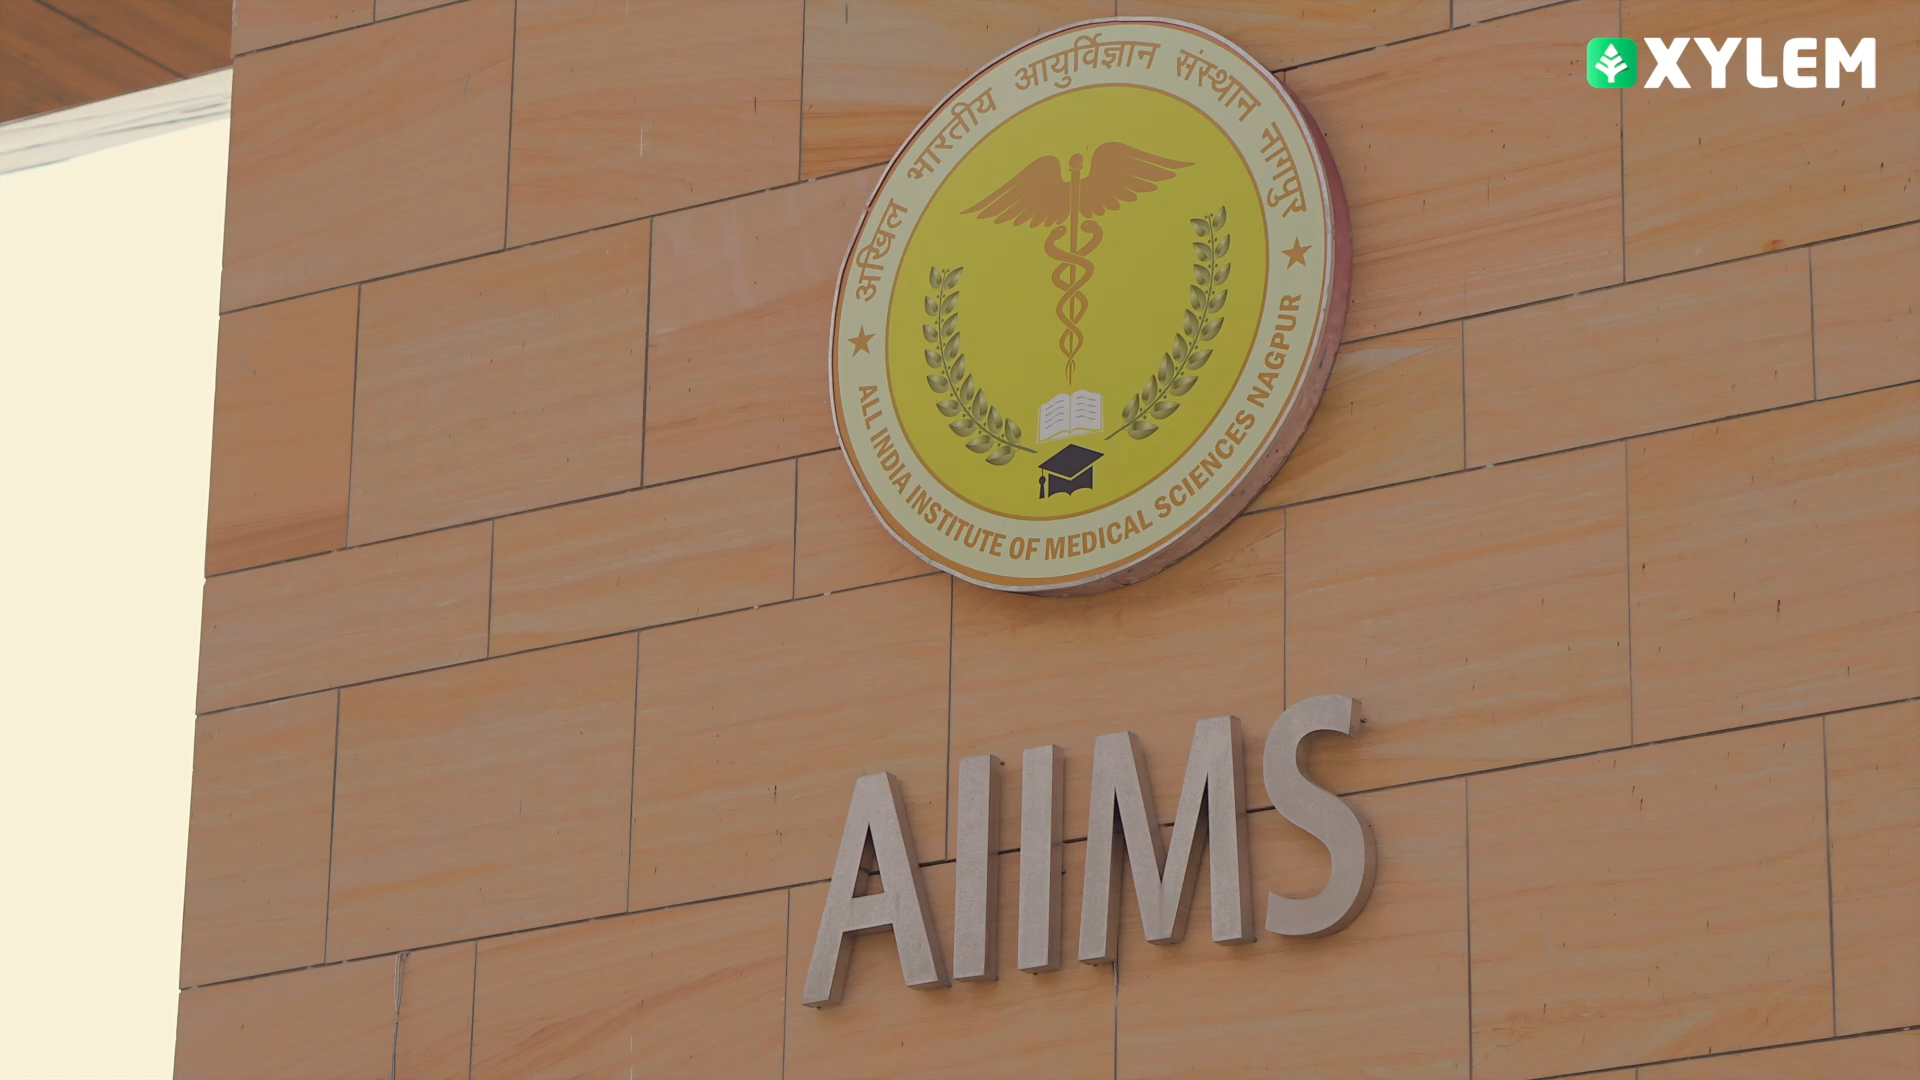 XYLEM
अखिल भारतीय आयुर्विज्ञान संस्थान नागपुर
ALL INDIA INSTITUTE OF MEDICAL SCIENCES NAGPUR
AIIMS